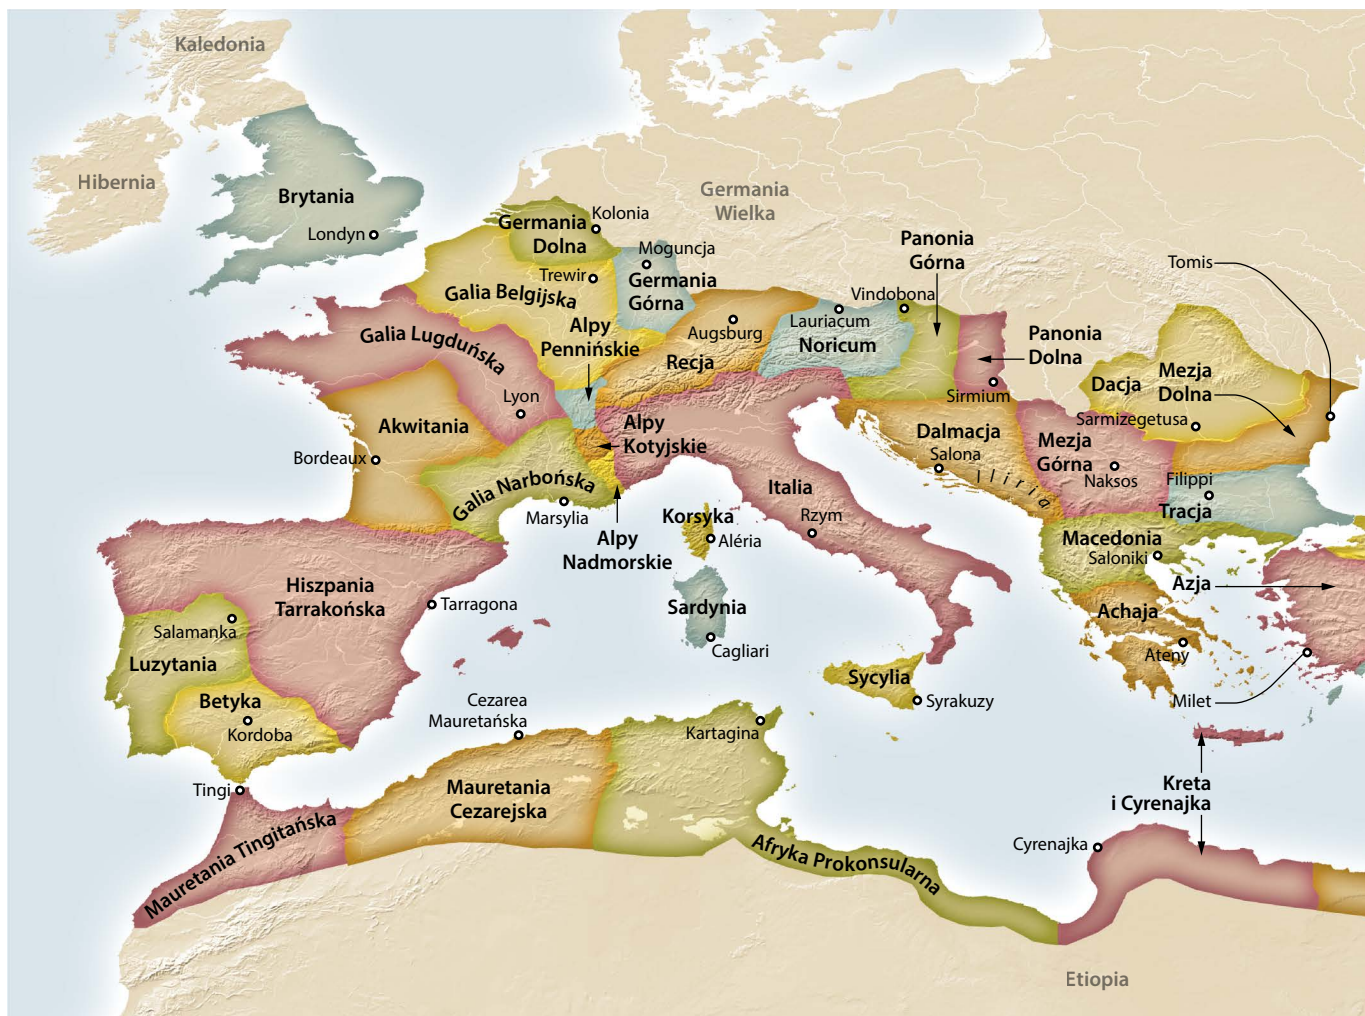 Kaledonia
Hibernia
Brytania
Londyn
Germania
Wielka
Germania
Dolna
Kolonia
Moguncja
Trewir
Germania
Górna
Galia Belgijska
Galia Lugduńska
Alpy
Pennińskie
Augsburg
Recja
Lauriacum
Noricum
Vindobona
Panonia
Górna
Panonia
Dolna
Sirmium
Tomis
Dacja
Mezja
Dolna
Sarmizegetusa
Lyon
Akwitania
Bordeaux
Alpy
Kotyjskie
Galia Narbońska
Marsylia
Alpy
Nadmorskie
Dalmacja
Salona
Iliria
Mezja
Górna
Naksos
Filippi
Tracja
Italia
Rzym
Korsyka
Aléria
Macedonia
Saloniki
Hiszpania
Tarrakońska
Tarragona
Sardynia
Cagliari
Azja
Achaja
Ateny
Milet
Salamanka
Luzytania
Betyka
Kordoba
Sycylia
Syrakuzy
Cezarea
Mauretańska
Kartagina
Tingi
Mauretania
Cezarejska
Mauretania Tingitańska
Afryka Prokonsularna
Kreta
i Cyrenajka
Cyrenajka
Etiopia